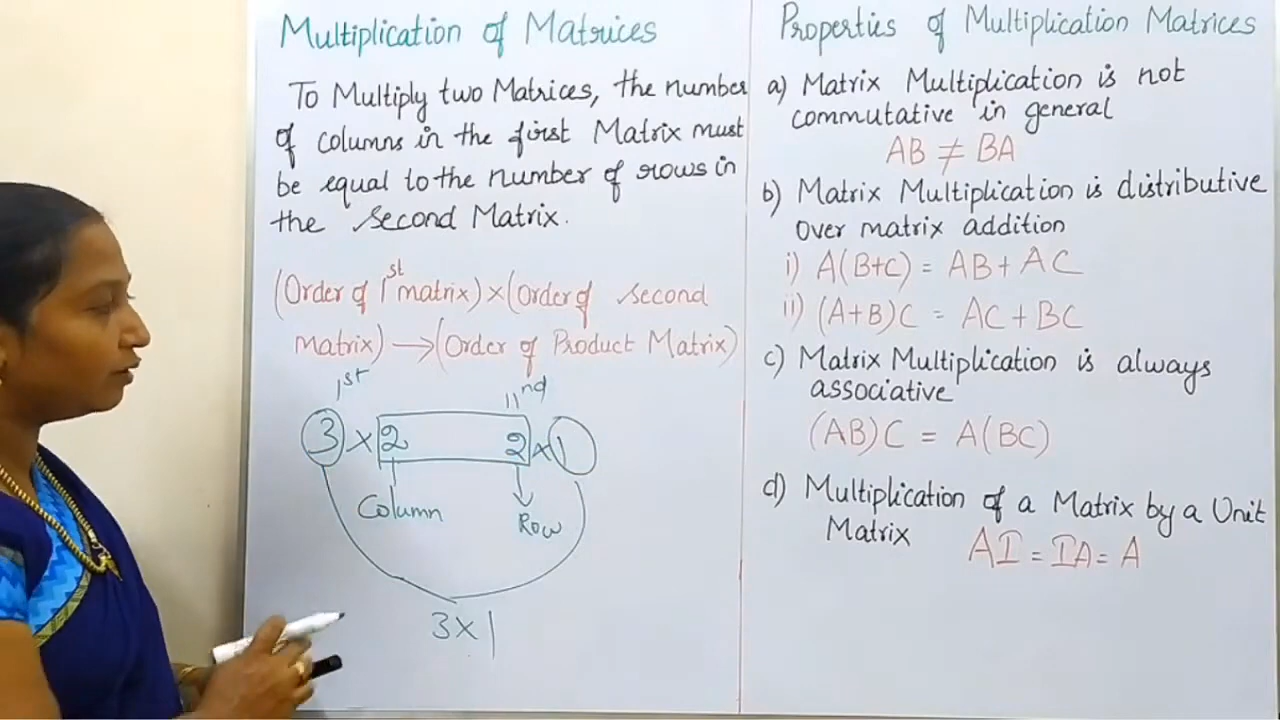 Multiplication of Matrices
To Multiply two Matrices, the number
of columns in the first Matrix must
be equal to the number of rows in
the second Matrix.
(Order of 1st matrix) × (Order of second
matrix) → (Order of Product Matrix)
1st IInd
3 × 2 2 × 1
Column Row
3 × 1
Properties of Multiplication Matrices
a) Matrix Multiplication is not
commutative in general
AB ≠ BA
b) Matrix Multiplication is distributive
over matrix addition
i) A(B+C) = AB + AC
ii) (A+B)C = AC + BC
c) Matrix Multiplication is always
associative
(AB)C = A(BC)
d) Multiplication of a Matrix by a Unit
Matrix AI = IA = A